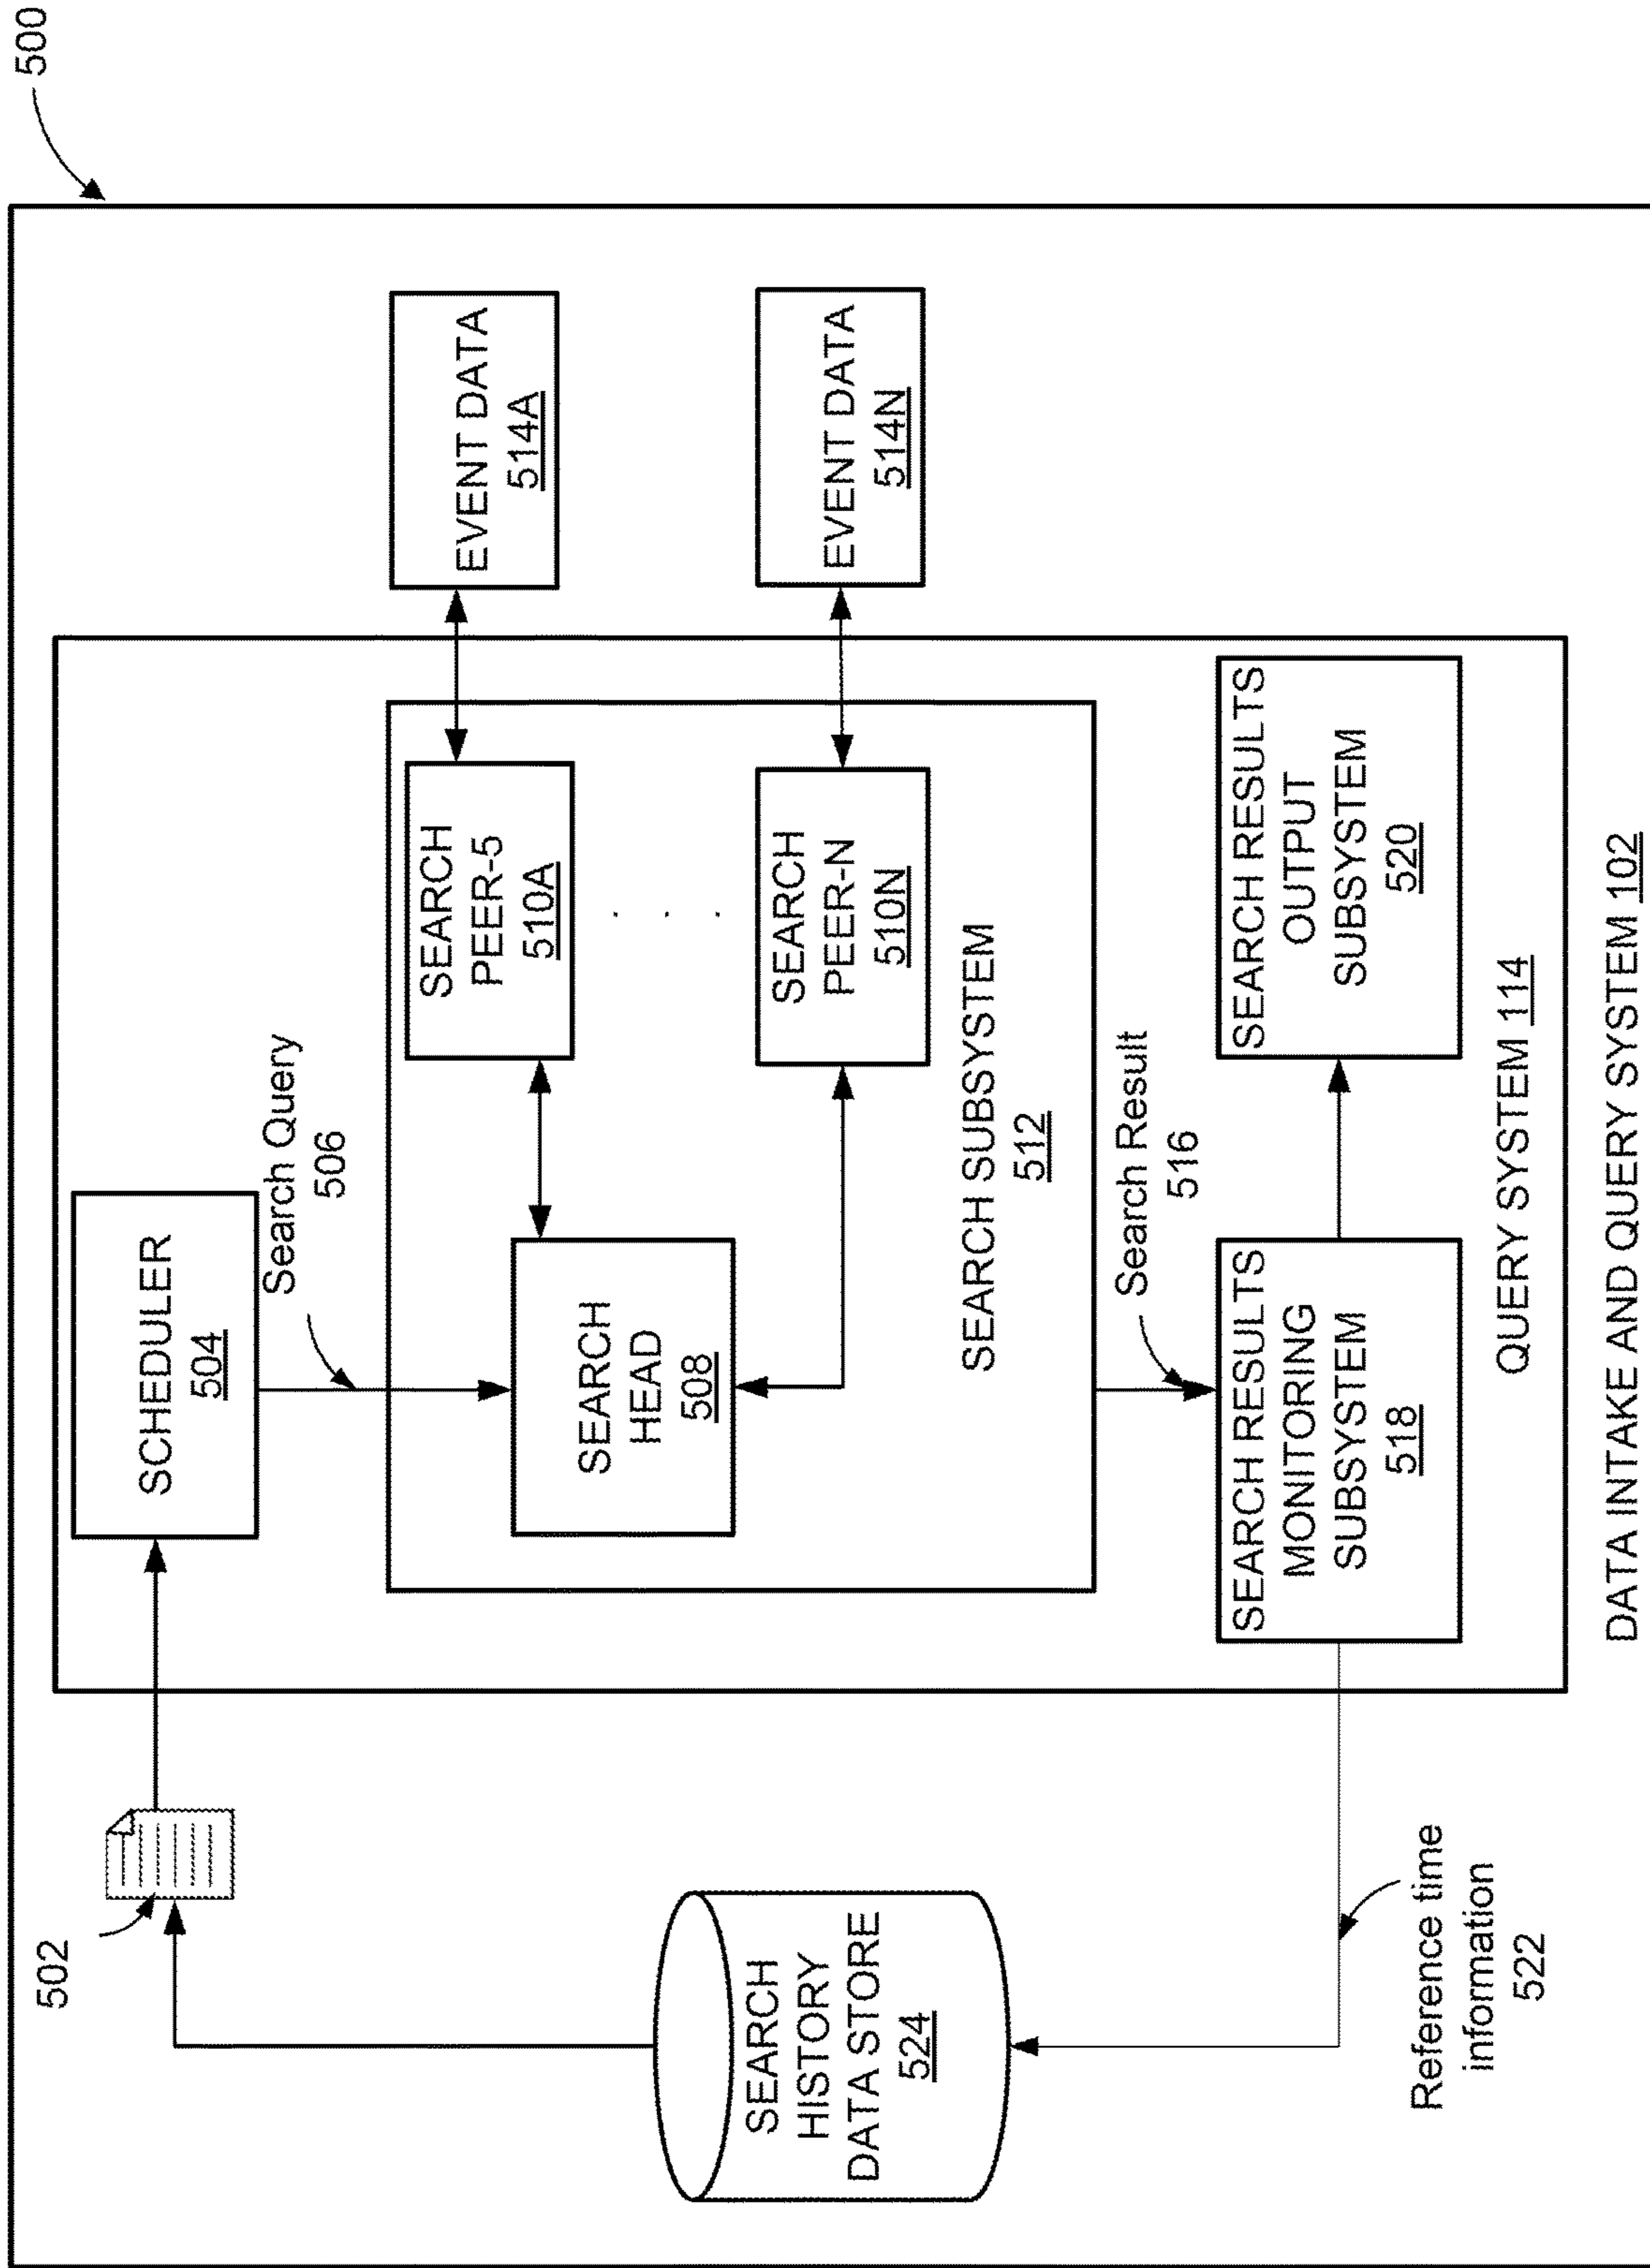 500
502
SCHEDULER
504
Search Query
506
SEARCH
HEAD
508
SEARCH
PEER-5
510A
EVENT DATA
514A
. . .
SEARCH
PEER-N
510N
EVENT DATA
514N
SEARCH SUBSYSTEM
512
SEARCH
HISTORY
DATA STORE
524
Search Result
516
SEARCH RESULTS
MONITORING
SUBSYSTEM
518
SEARCH RESULTS
OUTPUT
SUBSYSTEM
520
Reference time
information
522
QUERY SYSTEM 114
DATA INTAKE AND QUERY SYSTEM 102